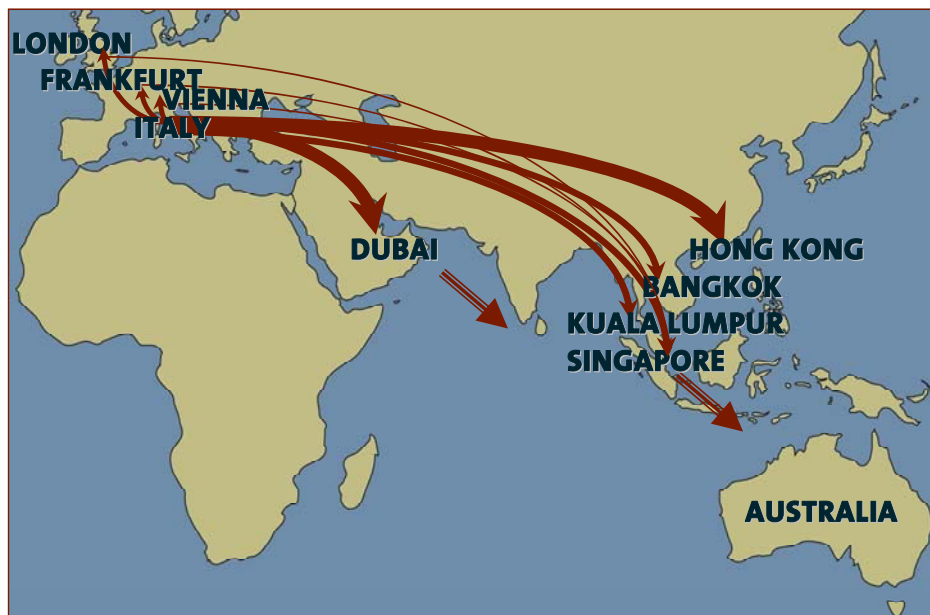 LONDON
FRANKFURT
VIENNA
ITALY
DUBAI
HONG KONG
BANGKOK
KUALA LUMPUR
SINGAPORE
AUSTRALIA